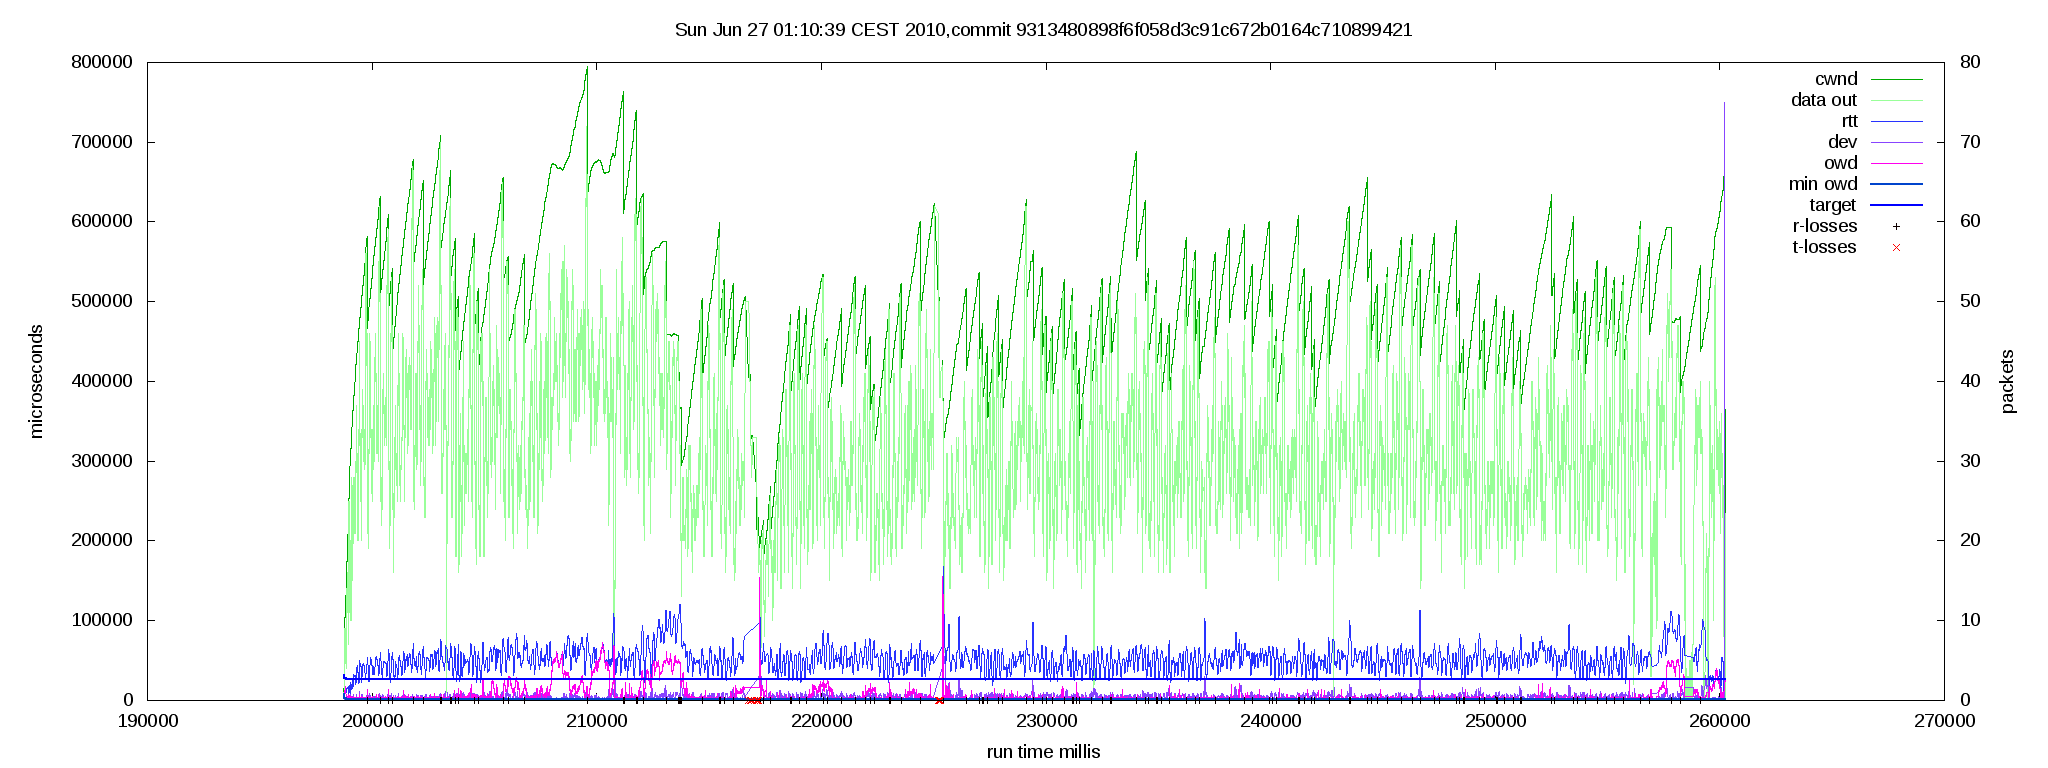 Sun Jun 27 01:10:39 CEST 2010,commit 9313480898f6f058d3c91c672b0164c710899421
800000
700000
600000
500000
400000
300000
200000
100000
0
microseconds
80
70
60
50
40
30
20
10
0
packets
cwnd
data out
rtt
dev
owd
min owd
target
r-losses
t-losses
190000 200000 210000 220000 230000 240000 250000 260000 270000
run time millis